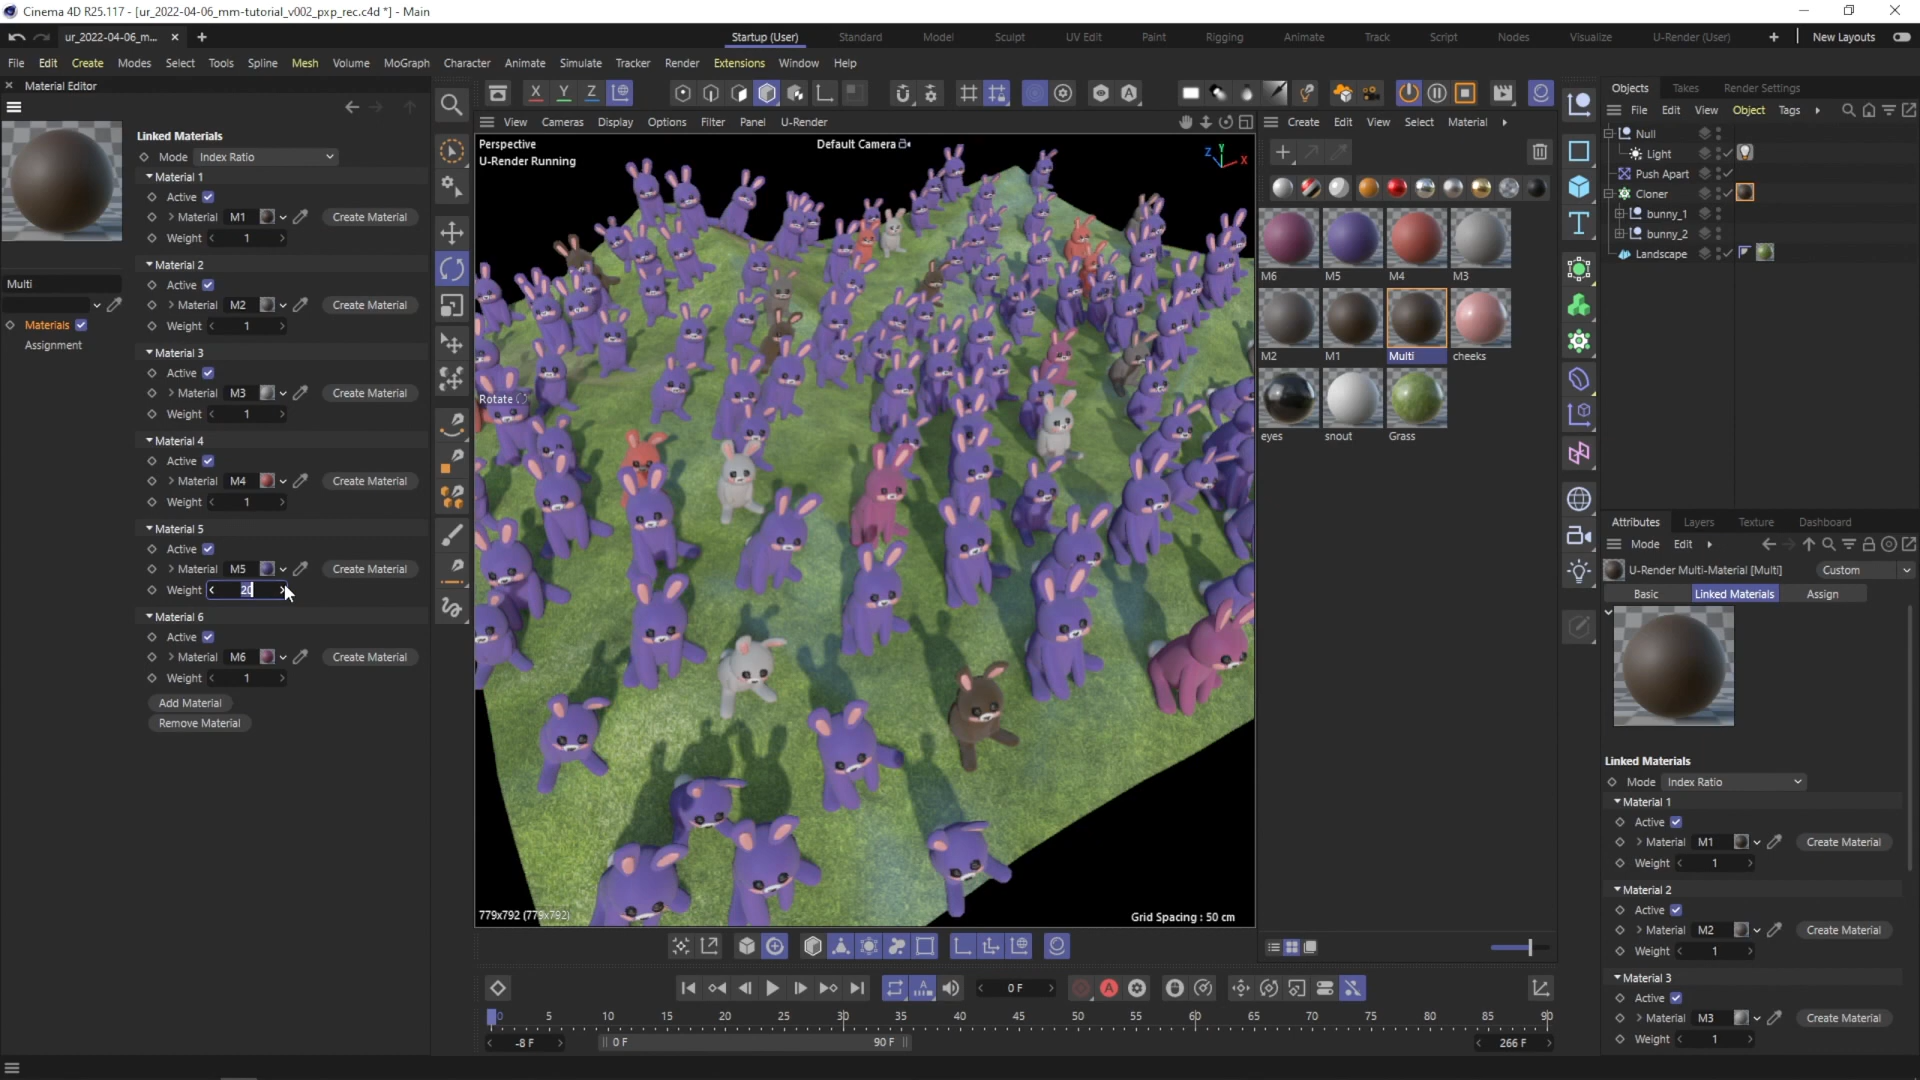 Cinema 4D R25.117 - [ur_2022-04-06_mm-tutorial_v002_pxp_rec.c4d *] - Main
ur_2022-04-06_m... × +
Startup (User) Standard Model Sculpt UV Edit Paint Rigging Animate Track Script Nodes Visualize U-Render (User) + New Layouts
File Edit Create Modes Select Tools Spline Mesh Volume MoGraph Character Animate Simulate Tracker Render Extensions Window Help
Material Editor
Linked Materials
Mode Index Ratio
Material 1
Active
Material M1 Create Material
Weight 1
Material 2
Active
Material M2 Create Material
Weight 1
Material 3
Active
Material M3 Create Material
Weight 1
Material 4
Active
Material M4 Create Material
Weight 1
Material 5
Active
Material M5 Create Material
Weight 20
Material 6
Active
Material M6 Create Material
Weight 1
Add Material
Remove Material
Multi
Materials
Assignment
X Y Z
View Cameras Display Options Filter Panel U-Render
Perspective
U-Render Running
Default Camera
Z Y X
Rotate
779x792 (779x792)
Grid Spacing : 50 cm
Create Edit View Select Material
M6 M5 M4 M3
M2 M1 Multi cheeks
eyes snout Grass
0 F
0 5 10 15 20 25 30 35 40 45 50 55 60 65 70 75 80 85 90
-8 F 0 F 90 F 266 F
Objects Takes Render Settings
File Edit View Object Tags
Null
Light
Push Apart
Cloner
bunny_1
bunny_2
Landscape
Attributes Layers Texture Dashboard
Mode Edit
U-Render Multi-Material [Multi] Custom
Basic Linked Materials Assign
Linked Materials
Mode Index Ratio
Material 1
Active
Material M1 Create Material
Weight 1
Material 2
Active
Material M2 Create Material
Weight 1
Material 3
Active
Material M3 Create Material
Weight 1